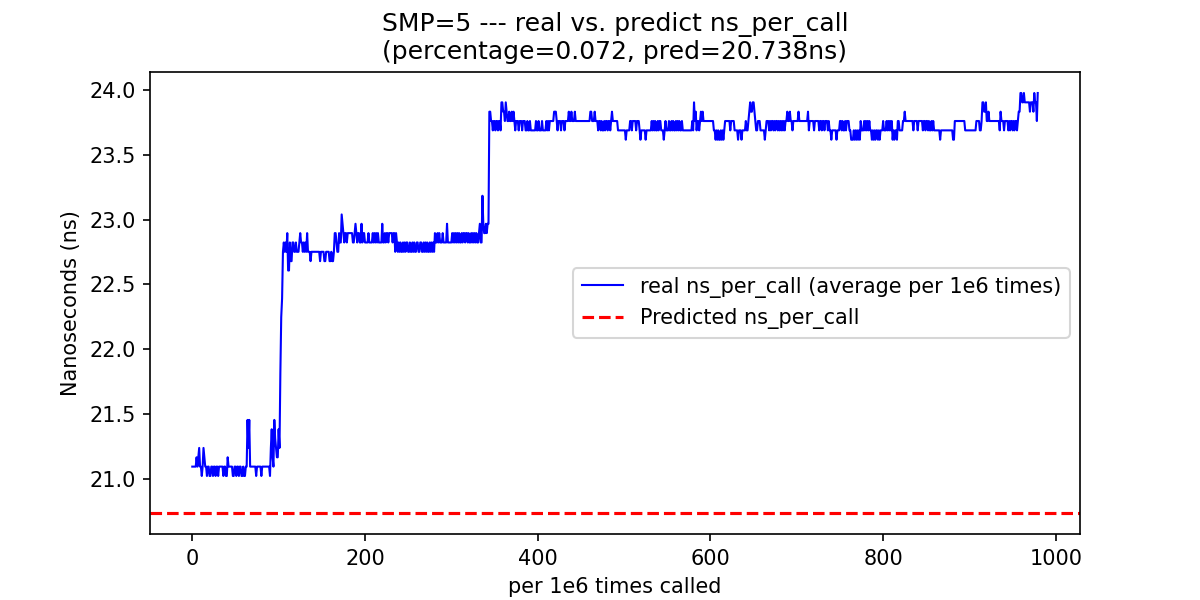 SMP=5 --- real vs. predict ns_per_call
(percentage=0.072, pred=20.738ns)
24.0
23.5
23.0
22.5
22.0
21.5
21.0
Nanoseconds (ns)
real ns_per_call (average per 1e6 times)
Predicted ns_per_call
0 200 400 600 800 1000
per 1e6 times called